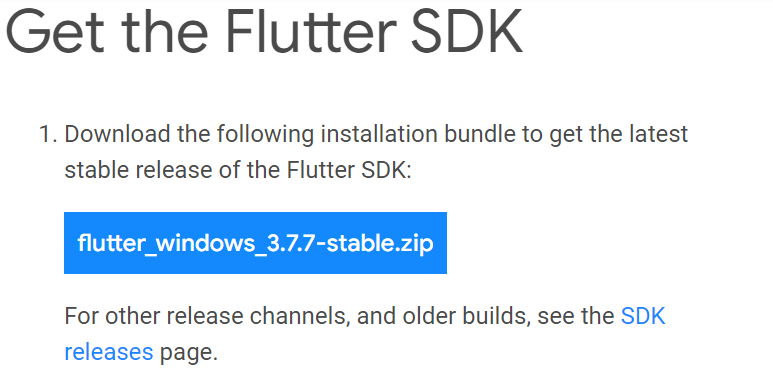 Get the Flutter SDK
1. Download the following installation bundle to get the latest
stable release of the Flutter SDK:
flutter_windows_3.7.7-stable.zip
For other release channels, and older builds, see the SDK
releases page.